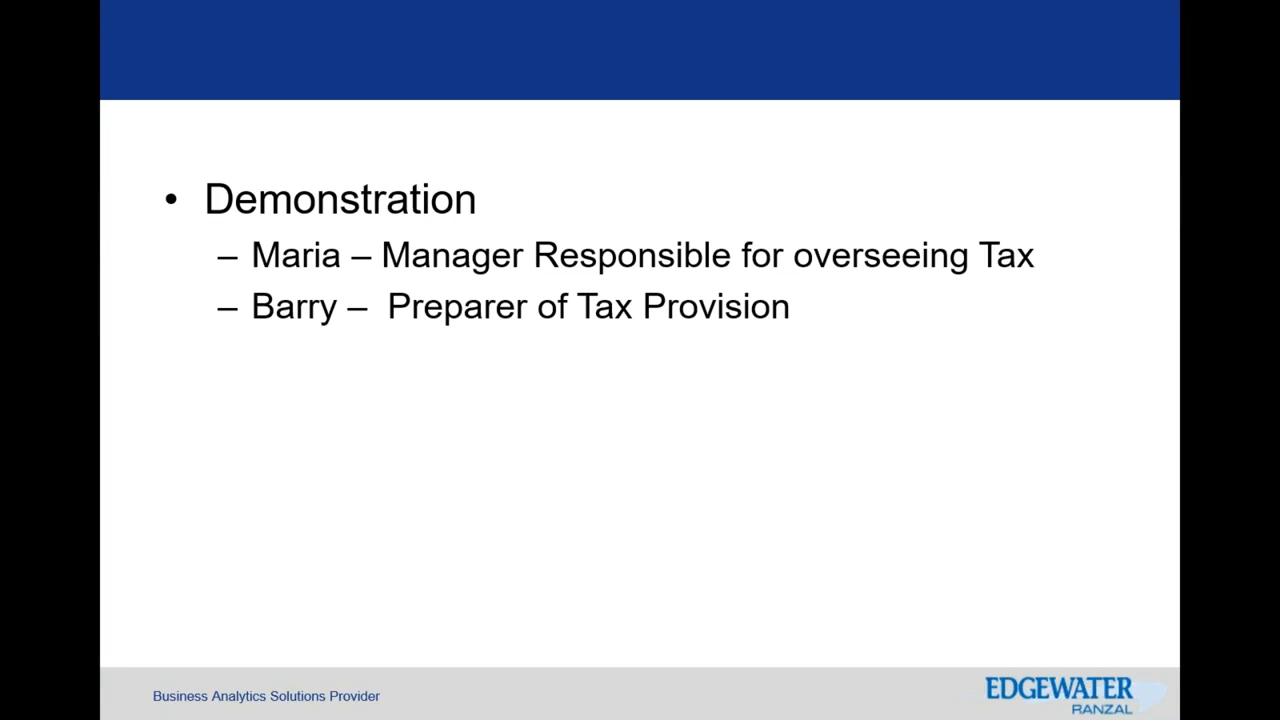 • Demonstration
– Maria – Manager Responsible for overseeing Tax
– Barry – Preparer of Tax Provision
Business Analytics Solutions Provider
EDGEWATER
RANZAL